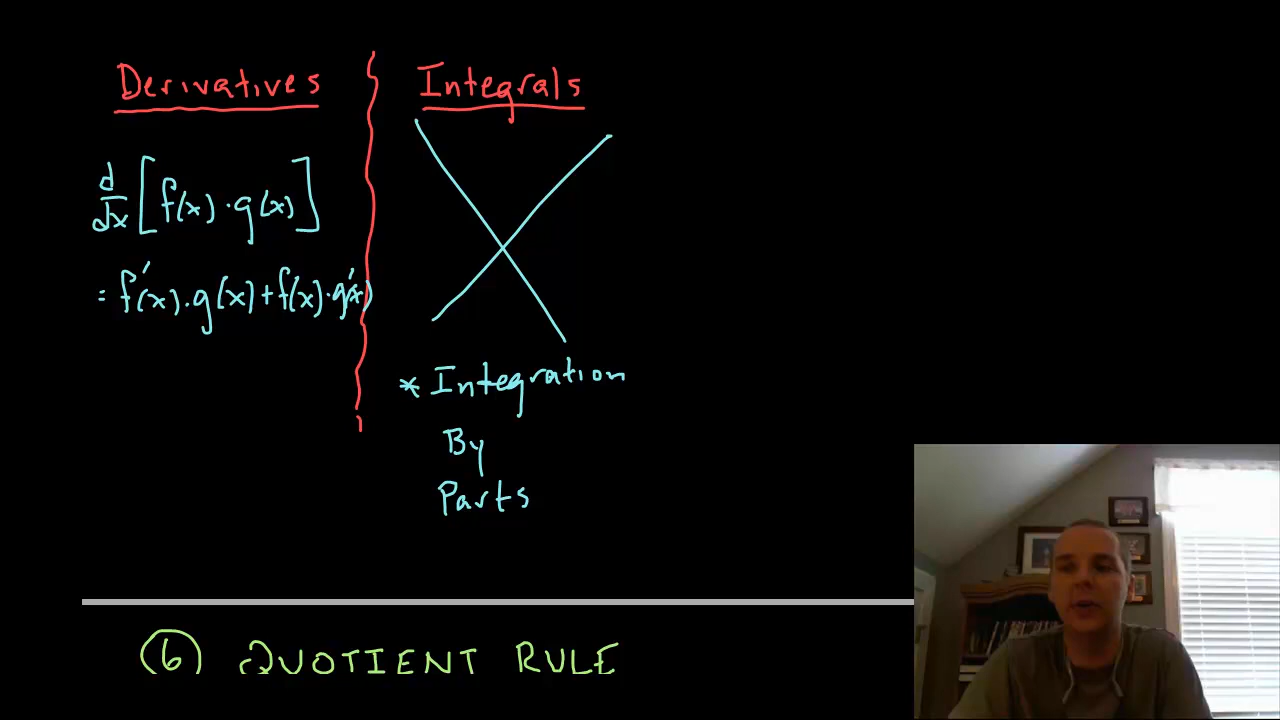 Derivatives
Integrals
d/dx [f(x)·g(x)]
= f'(x)·g(x)+f(x)·g'(x)
* Integration
By
Parts
6 QUOTIENT RULE